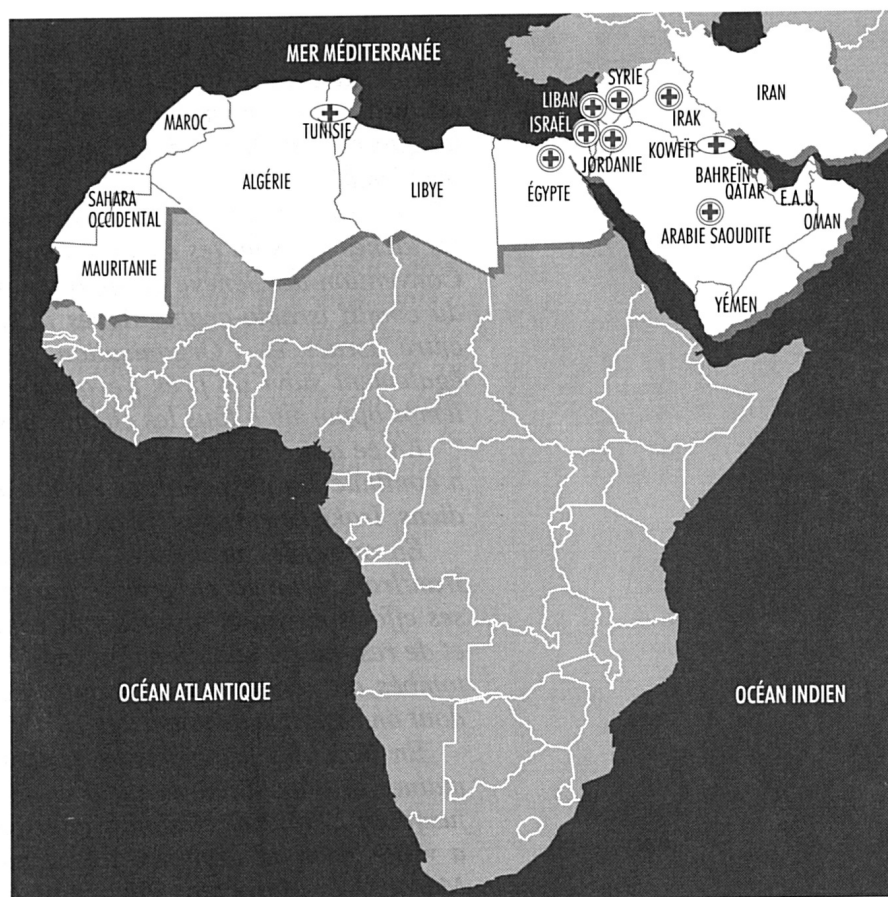 MER MÉDITERRANÉE
SYRIE
IRAN
LIBAN
IRAK
MAROC
ISRAËL
TUNISIE
JORDANIE
KOWEÏT
BAHREÏN
ALGÉRIE
LIBYE
ÉGYPTE
QATAR
E.A.U.
SAHARA
OCCIDENTAL
OMAN
ARABIE SAOUDITE
MAURITANIE
YÉMEN
OCÉAN ATLANTIQUE
OCÉAN INDIEN